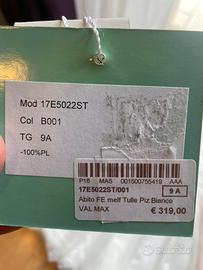 Mod 17E5022ST
Col B001
TG 9A
-100%PL
P18 MAS 001500755419 AAA
17E5022ST/001
9 A
Abito FE melf Tulle Piz.Bianco
VAL MAX
€ 319,00